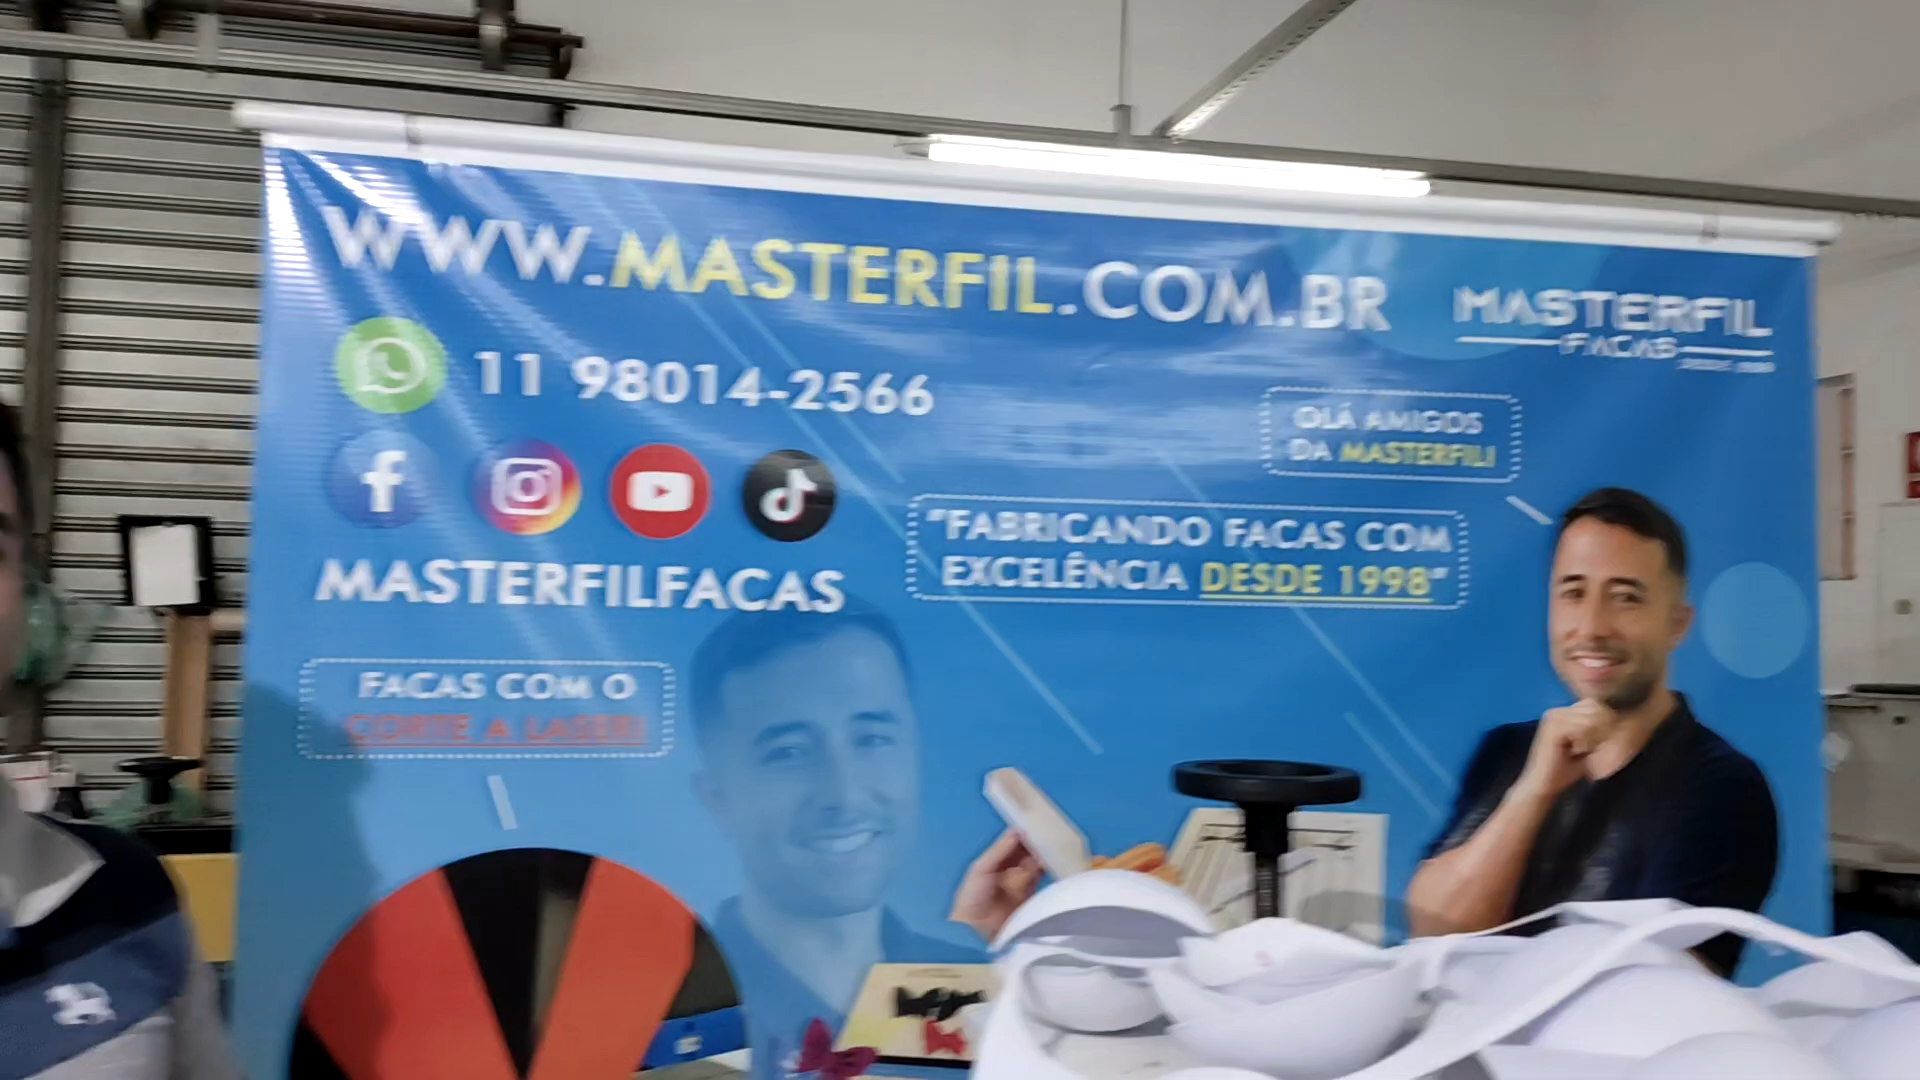 WWW.MASTERFIL.COM.BR
MASTERFIL
FACAS
11 98014-2566
OLÁ AMIGOS
DA MASTERFIL!
"FABRICANDO FACAS COM
EXCELÊNCIA DESDE 1998"
MASTERFILFACAS
FACAS COM O
CORTE A LASER!